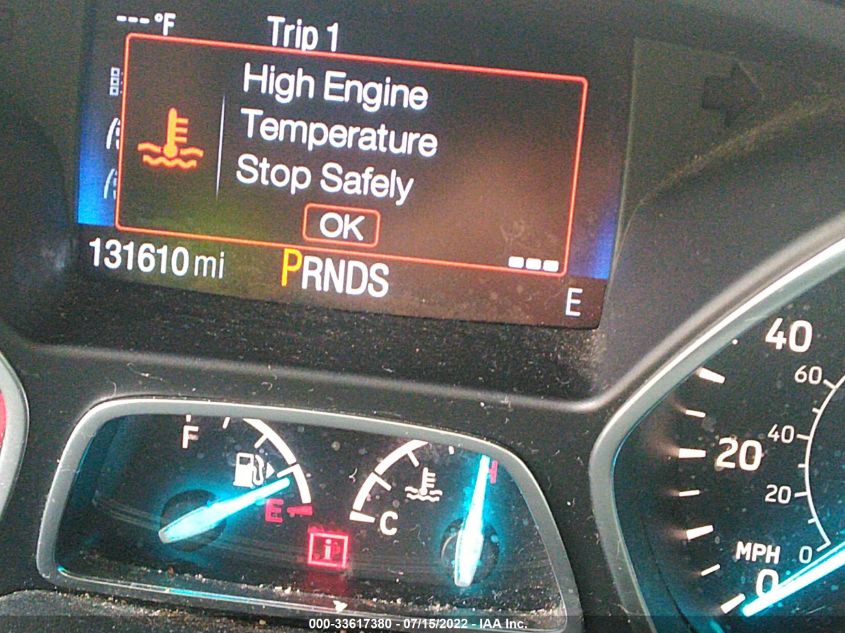 ---°F Trip 1
High Engine
Temperature
Stop Safely
OK
131610 mi PRNDS
E
F
E
i
C
H
40
20
0
MPH
60
40
20
0
000-33617380 - 07/15/2022 - IAA Inc.